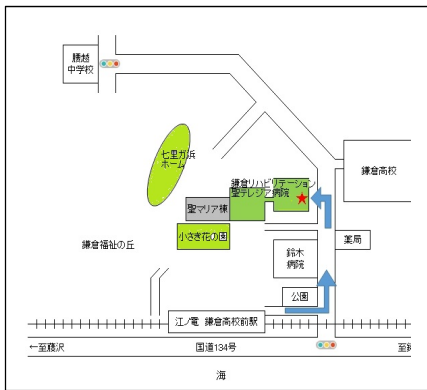 腰越
中学校
七里ガ浜
ホーム
鎌倉リハビリテーション
聖テレジア病院
鎌倉高校
聖マリア棟
小さき花の園
薬局
鎌倉福祉の丘
鈴木
病院
公園
江ノ電 鎌倉高校前駅
←至藤沢
国道134号
海